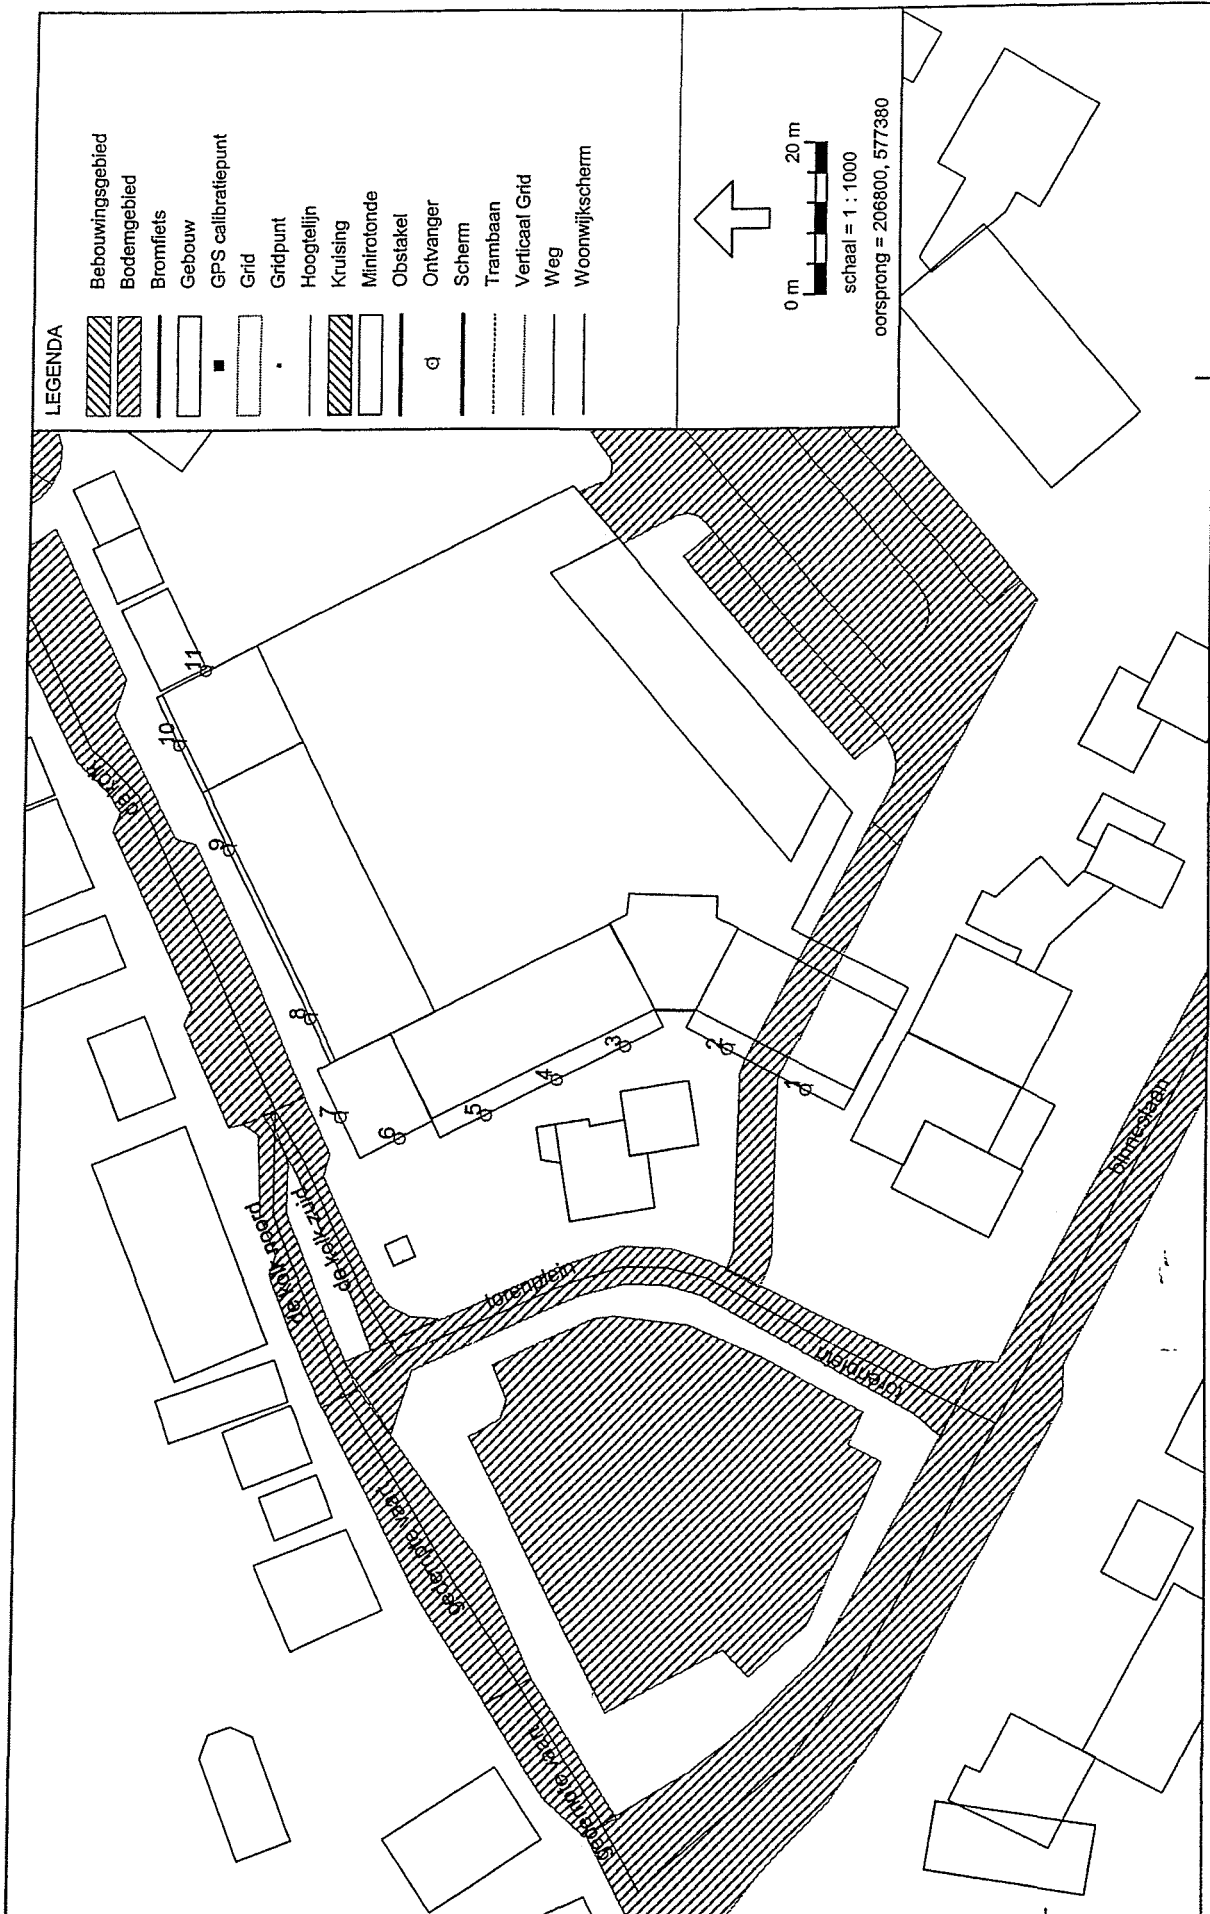 LEGENDA
Bebouwingsgebied
Bodemgebied
Bromfiets
Gebouw
GPS calibratiepunt
Grid
Gridpunt
Hoogtelijn
Kruising
Minirotonde
Obstakel
Ontvanger
Scherm
Trambaan
Verticaal Grid
Weg
Woonwijkscherm
0 m 20 m
schaal = 1 : 1000
oorsprong = 206800, 577380
de kolk
11
10
9
8
7
6
5
4
3
2
1
de kolk noord
de kolk zuid
torenplein
torenplein
gedempte vaart
gedempte vaart
binneslaan